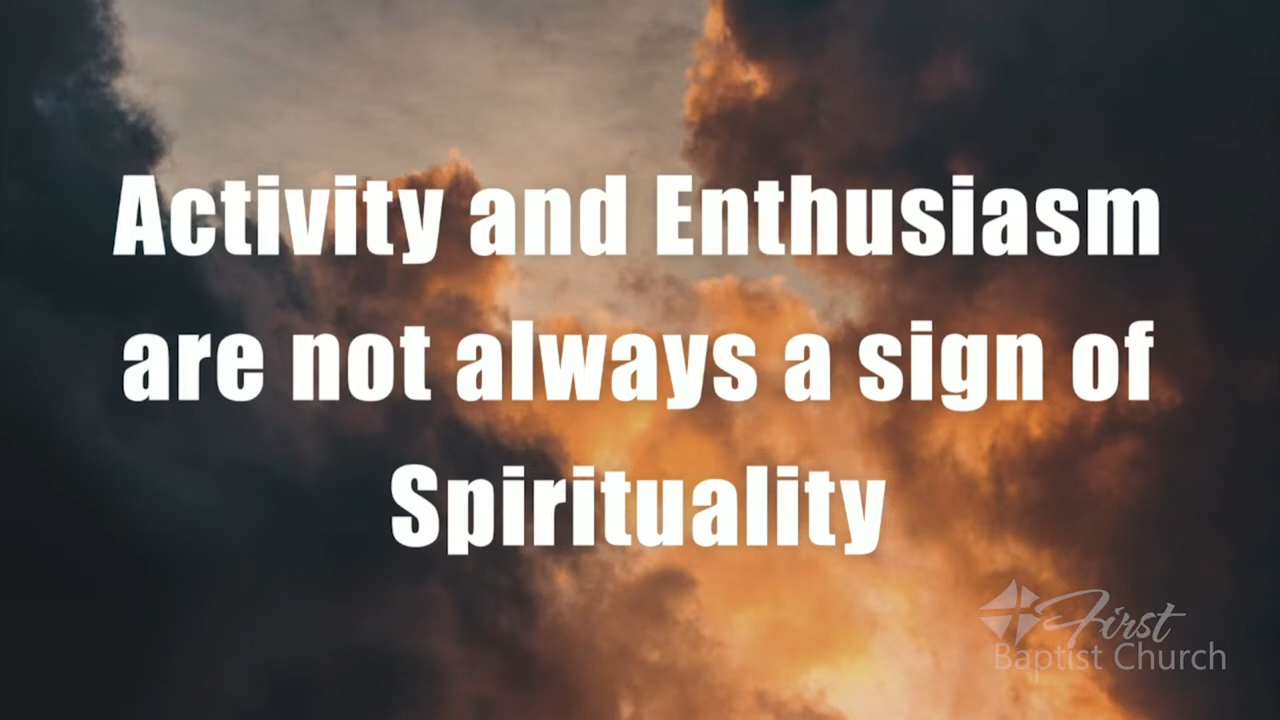 Activity and Enthusiasm
are not always a sign of
Spirituality
First
Baptist Church